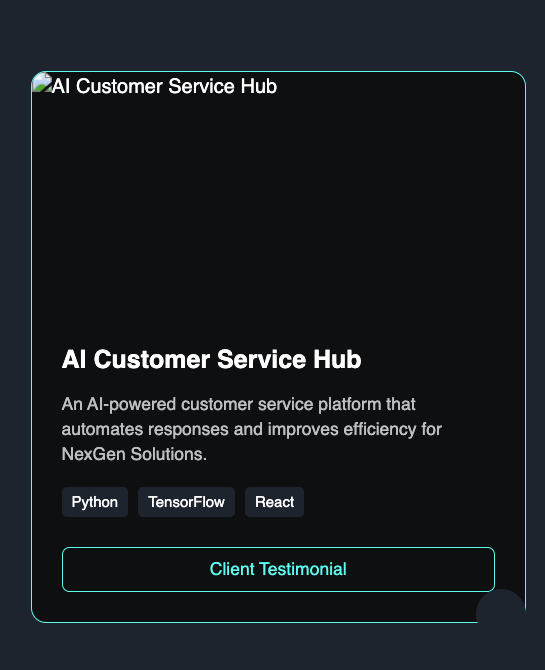 AI Customer Service Hub
AI Customer Service Hub
An AI-powered customer service platform that
automates responses and improves efficiency for
NexGen Solutions.
Python TensorFlow React
Client Testimonial